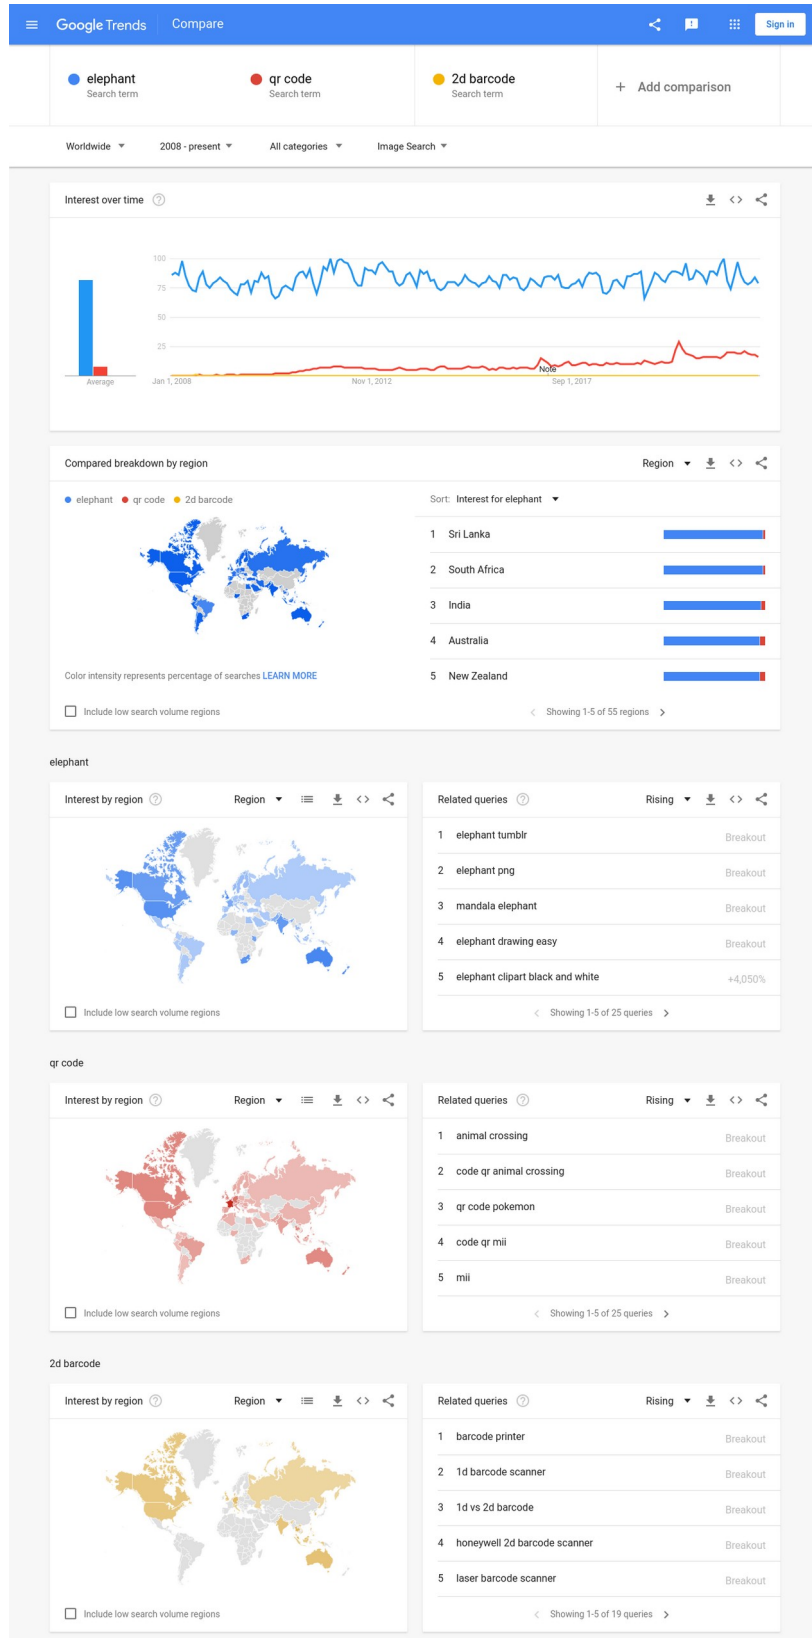 Google Trends Compare
! Sign in
elephant
Search term
qr code
Search term
2d barcode
Search term
+ Add comparison
Worldwide 2008 - present All categories Image Search
Interest over time ?
100
75
50
25
Average
Note
Jan 1, 2008 Nov 1, 2012 Sep 1, 2017
Compared breakdown by region Region
elephant qr code 2d barcode
Sort: Interest for elephant
1 Sri Lanka
2 South Africa
3 India
4 Australia
5 New Zealand
Color intensity represents percentage of searches LEARN MORE
Include low search volume regions
Showing 1-5 of 55 regions
elephant
Interest by region ? Region
Related queries ? Rising
1 elephant tumblr Breakout
2 elephant png Breakout
3 mandala elephant Breakout
4 elephant drawing easy Breakout
5 elephant clipart black and white +4,050%
Include low search volume regions
Showing 1-5 of 25 queries
qr code
Interest by region ? Region
Related queries ? Rising
1 animal crossing Breakout
2 code qr animal crossing Breakout
3 qr code pokemon Breakout
4 code qr mii Breakout
5 mii Breakout
Include low search volume regions
Showing 1-5 of 25 queries
2d barcode
Interest by region ? Region
Related queries ? Rising
1 barcode printer Breakout
2 1d barcode scanner Breakout
3 1d vs 2d barcode Breakout
4 honeywell 2d barcode scanner Breakout
5 laser barcode scanner Breakout
Include low search volume regions
Showing 1-5 of 19 queries